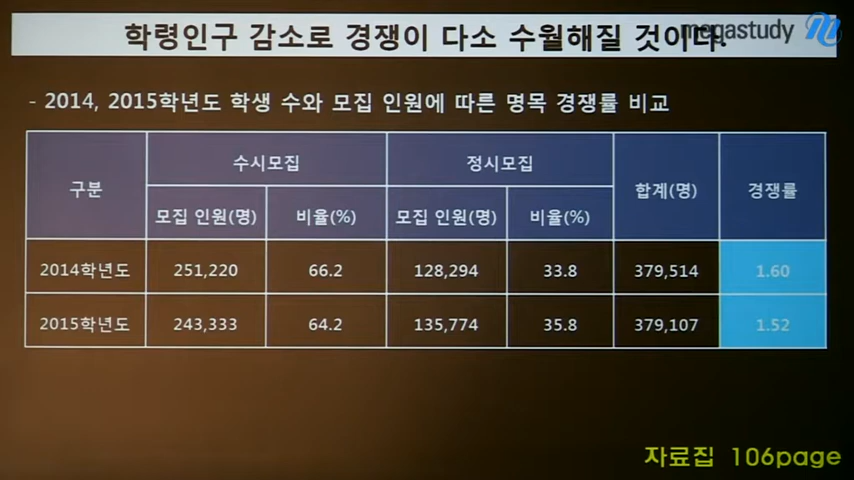 학령인구 감소로 경쟁이 다소 수월해질 것이다.
megastudy
- 2014, 2015학년도 학생 수와 모집 인원에 따른 명목 경쟁률 비교
구분 수시모집 정시모집 합계(명) 경쟁률
모집 인원(명) 비율(%) 모집 인원(명) 비율(%)
2014학년도 251,220 66.2 128,294 33.8 379,514 1.60
2015학년도 243,333 64.2 135,774 35.8 379,107 1.52
자료집 106page